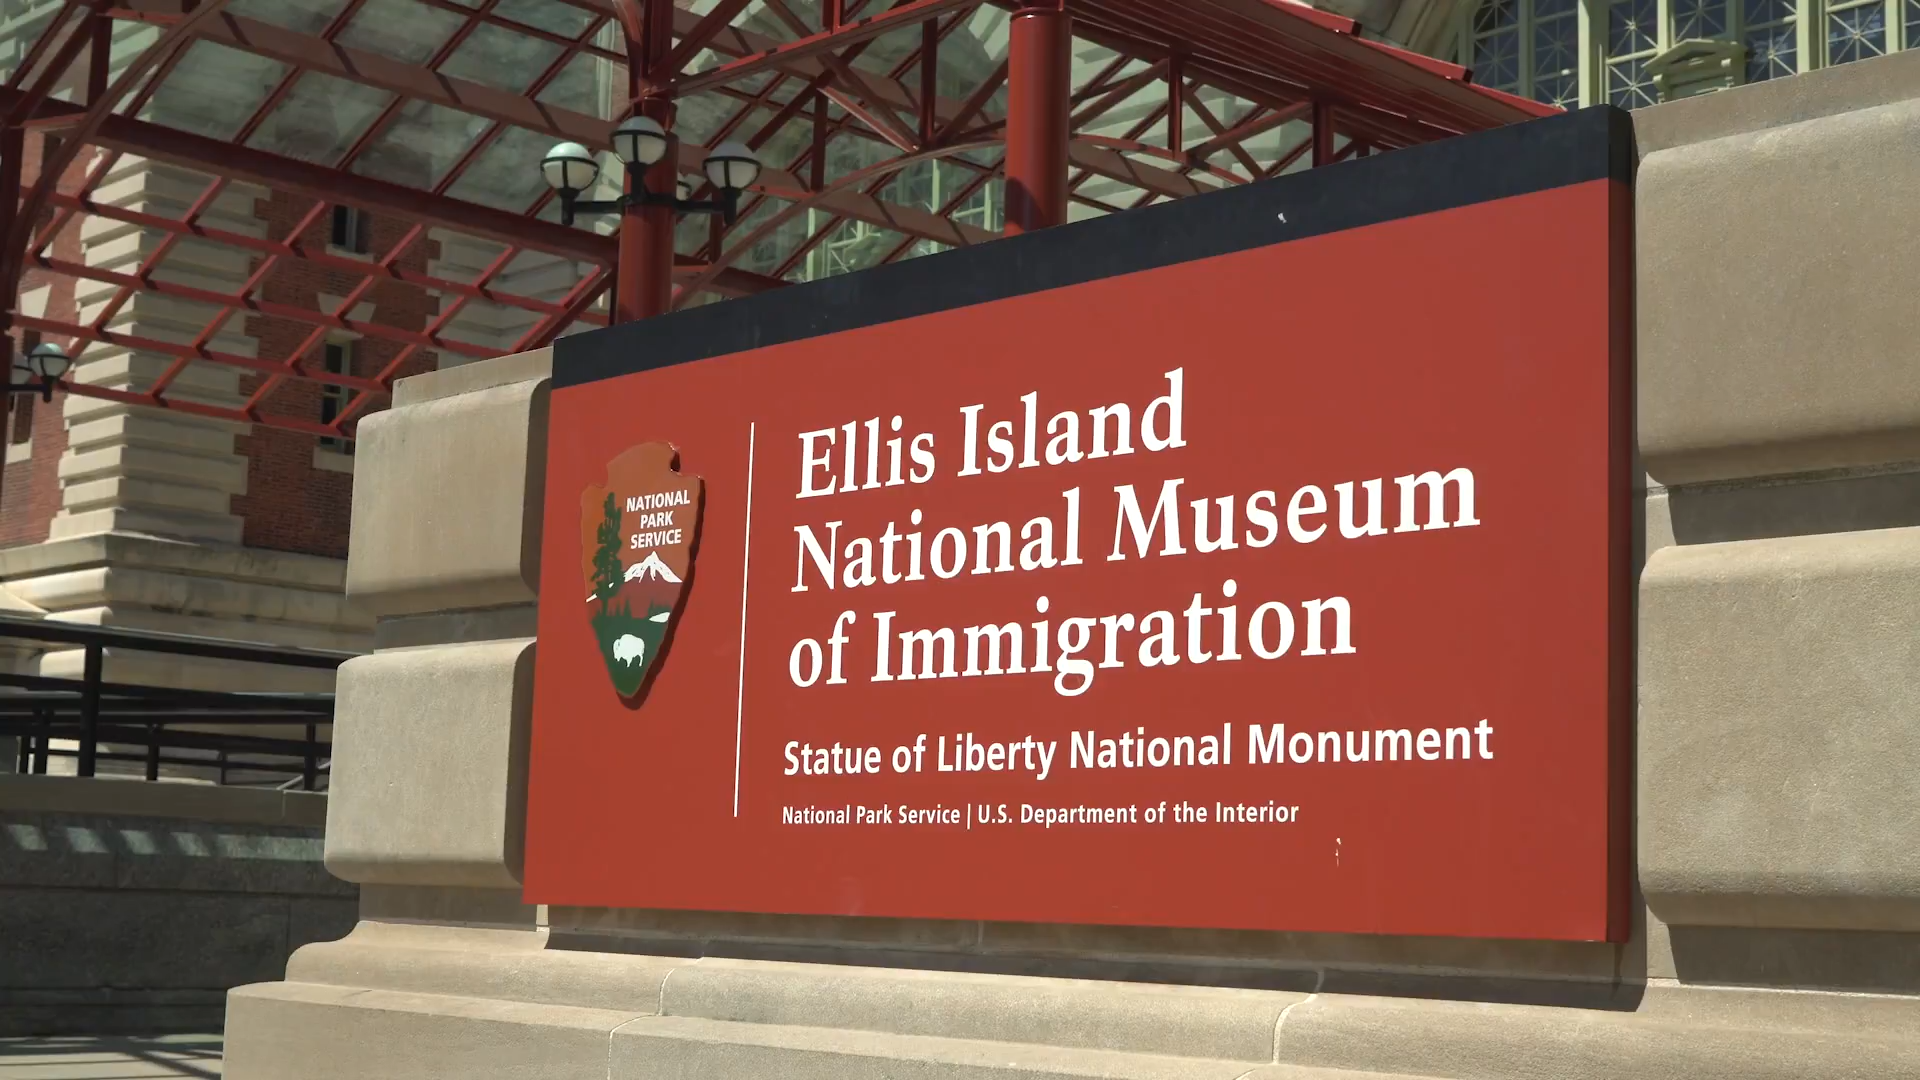 NATIONAL
PARK
SERVICE
Ellis Island
National Museum
of Immigration
Statue of Liberty National Monument
National Park Service | U.S. Department of the Interior